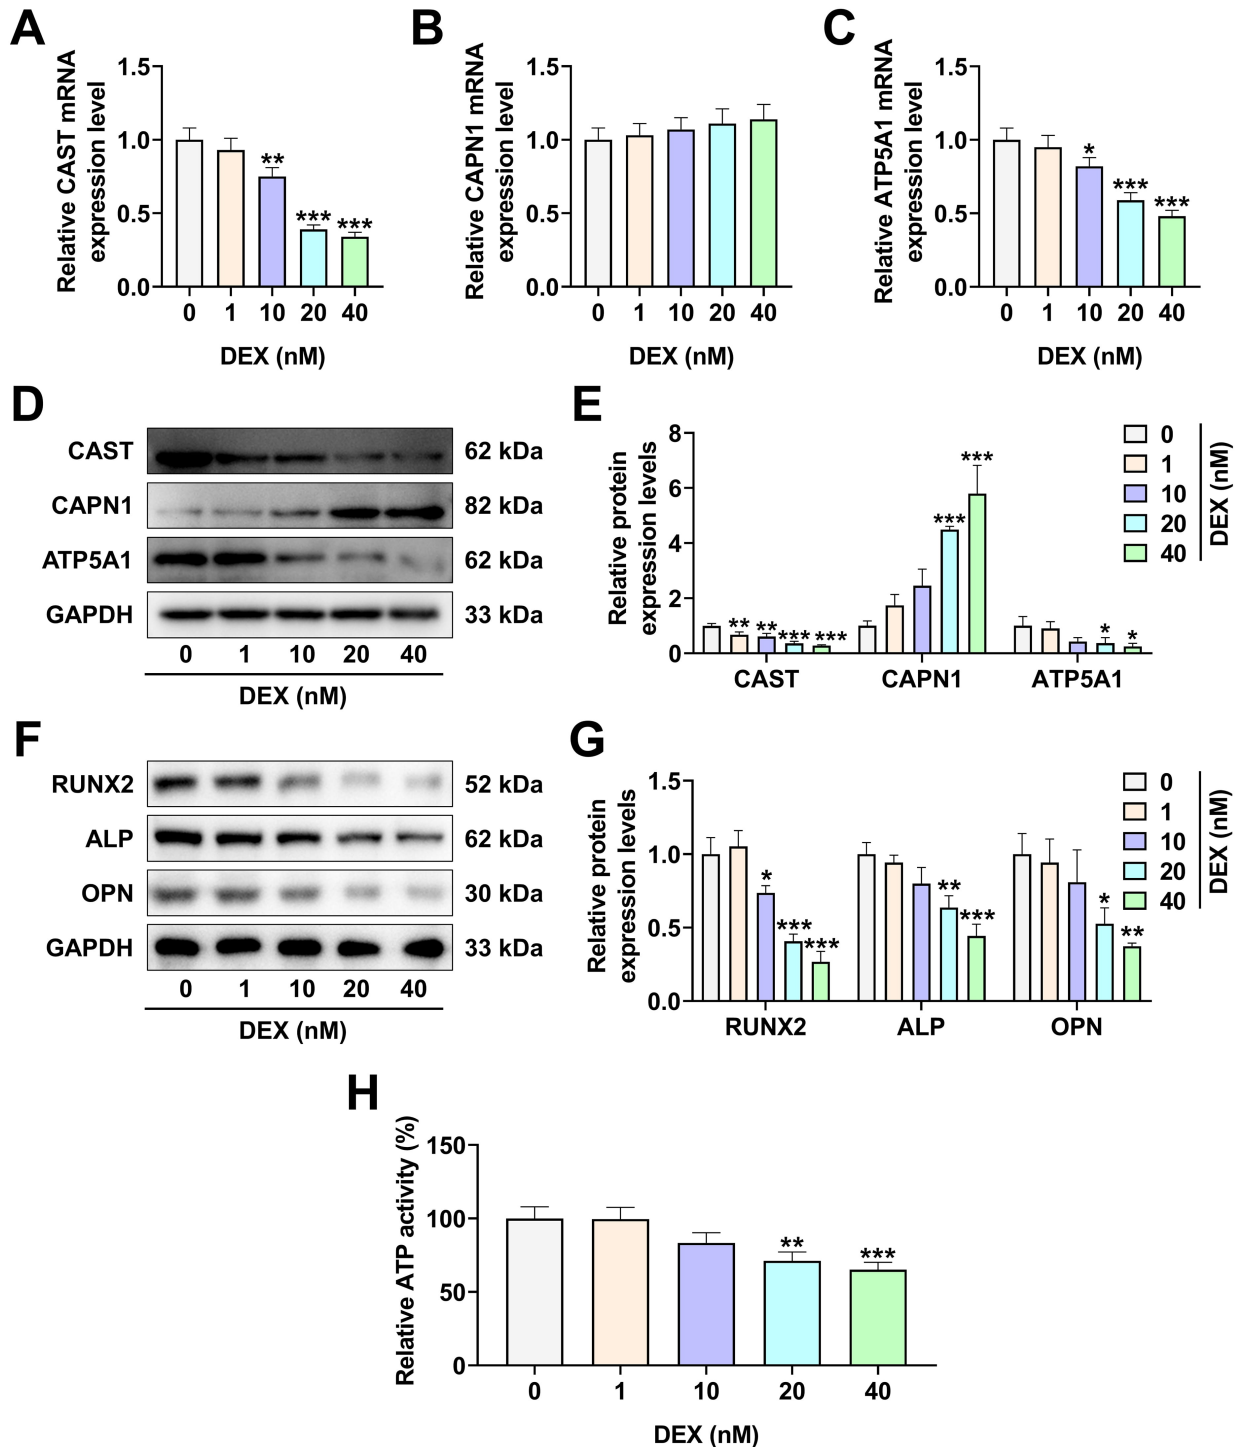 A
Relative CAST mRNA
expression level
1.5
1.0
0.5
0.0
**
***
***
0 1 10 20 40
DEX (nM)
B
Relative CAPN1 mRNA
expression level
1.5
1.0
0.5
0.0
0 1 10 20 40
DEX (nM)
C
Relative ATP5A1 mRNA
expression level
1.5
1.0
0.5
0.0
*
***
***
0 1 10 20 40
DEX (nM)
D
CAST 62 kDa
CAPN1 82 kDa
ATP5A1 62 kDa
GAPDH 33 kDa
0 1 10 20 40
DEX (nM)
E
Relative protein
expression levels
8
6
4
2
0
** ** *** ***
*** ***
* *
CAST CAPN1 ATP5A1
0
1
10
20
40
DEX (nM)
F
RUNX2 52 kDa
ALP 62 kDa
OPN 30 kDa
GAPDH 33 kDa
0 1 10 20 40
DEX (nM)
G
Relative protein
expression levels
1.5
1.0
0.5
0.0
* *** ***
** ***
* **
RUNX2 ALP OPN
0
1
10
20
40
DEX (nM)
H
Relative ATP activity (%)
150
100
50
0
** ***
0 1 10 20 40
DEX (nM)